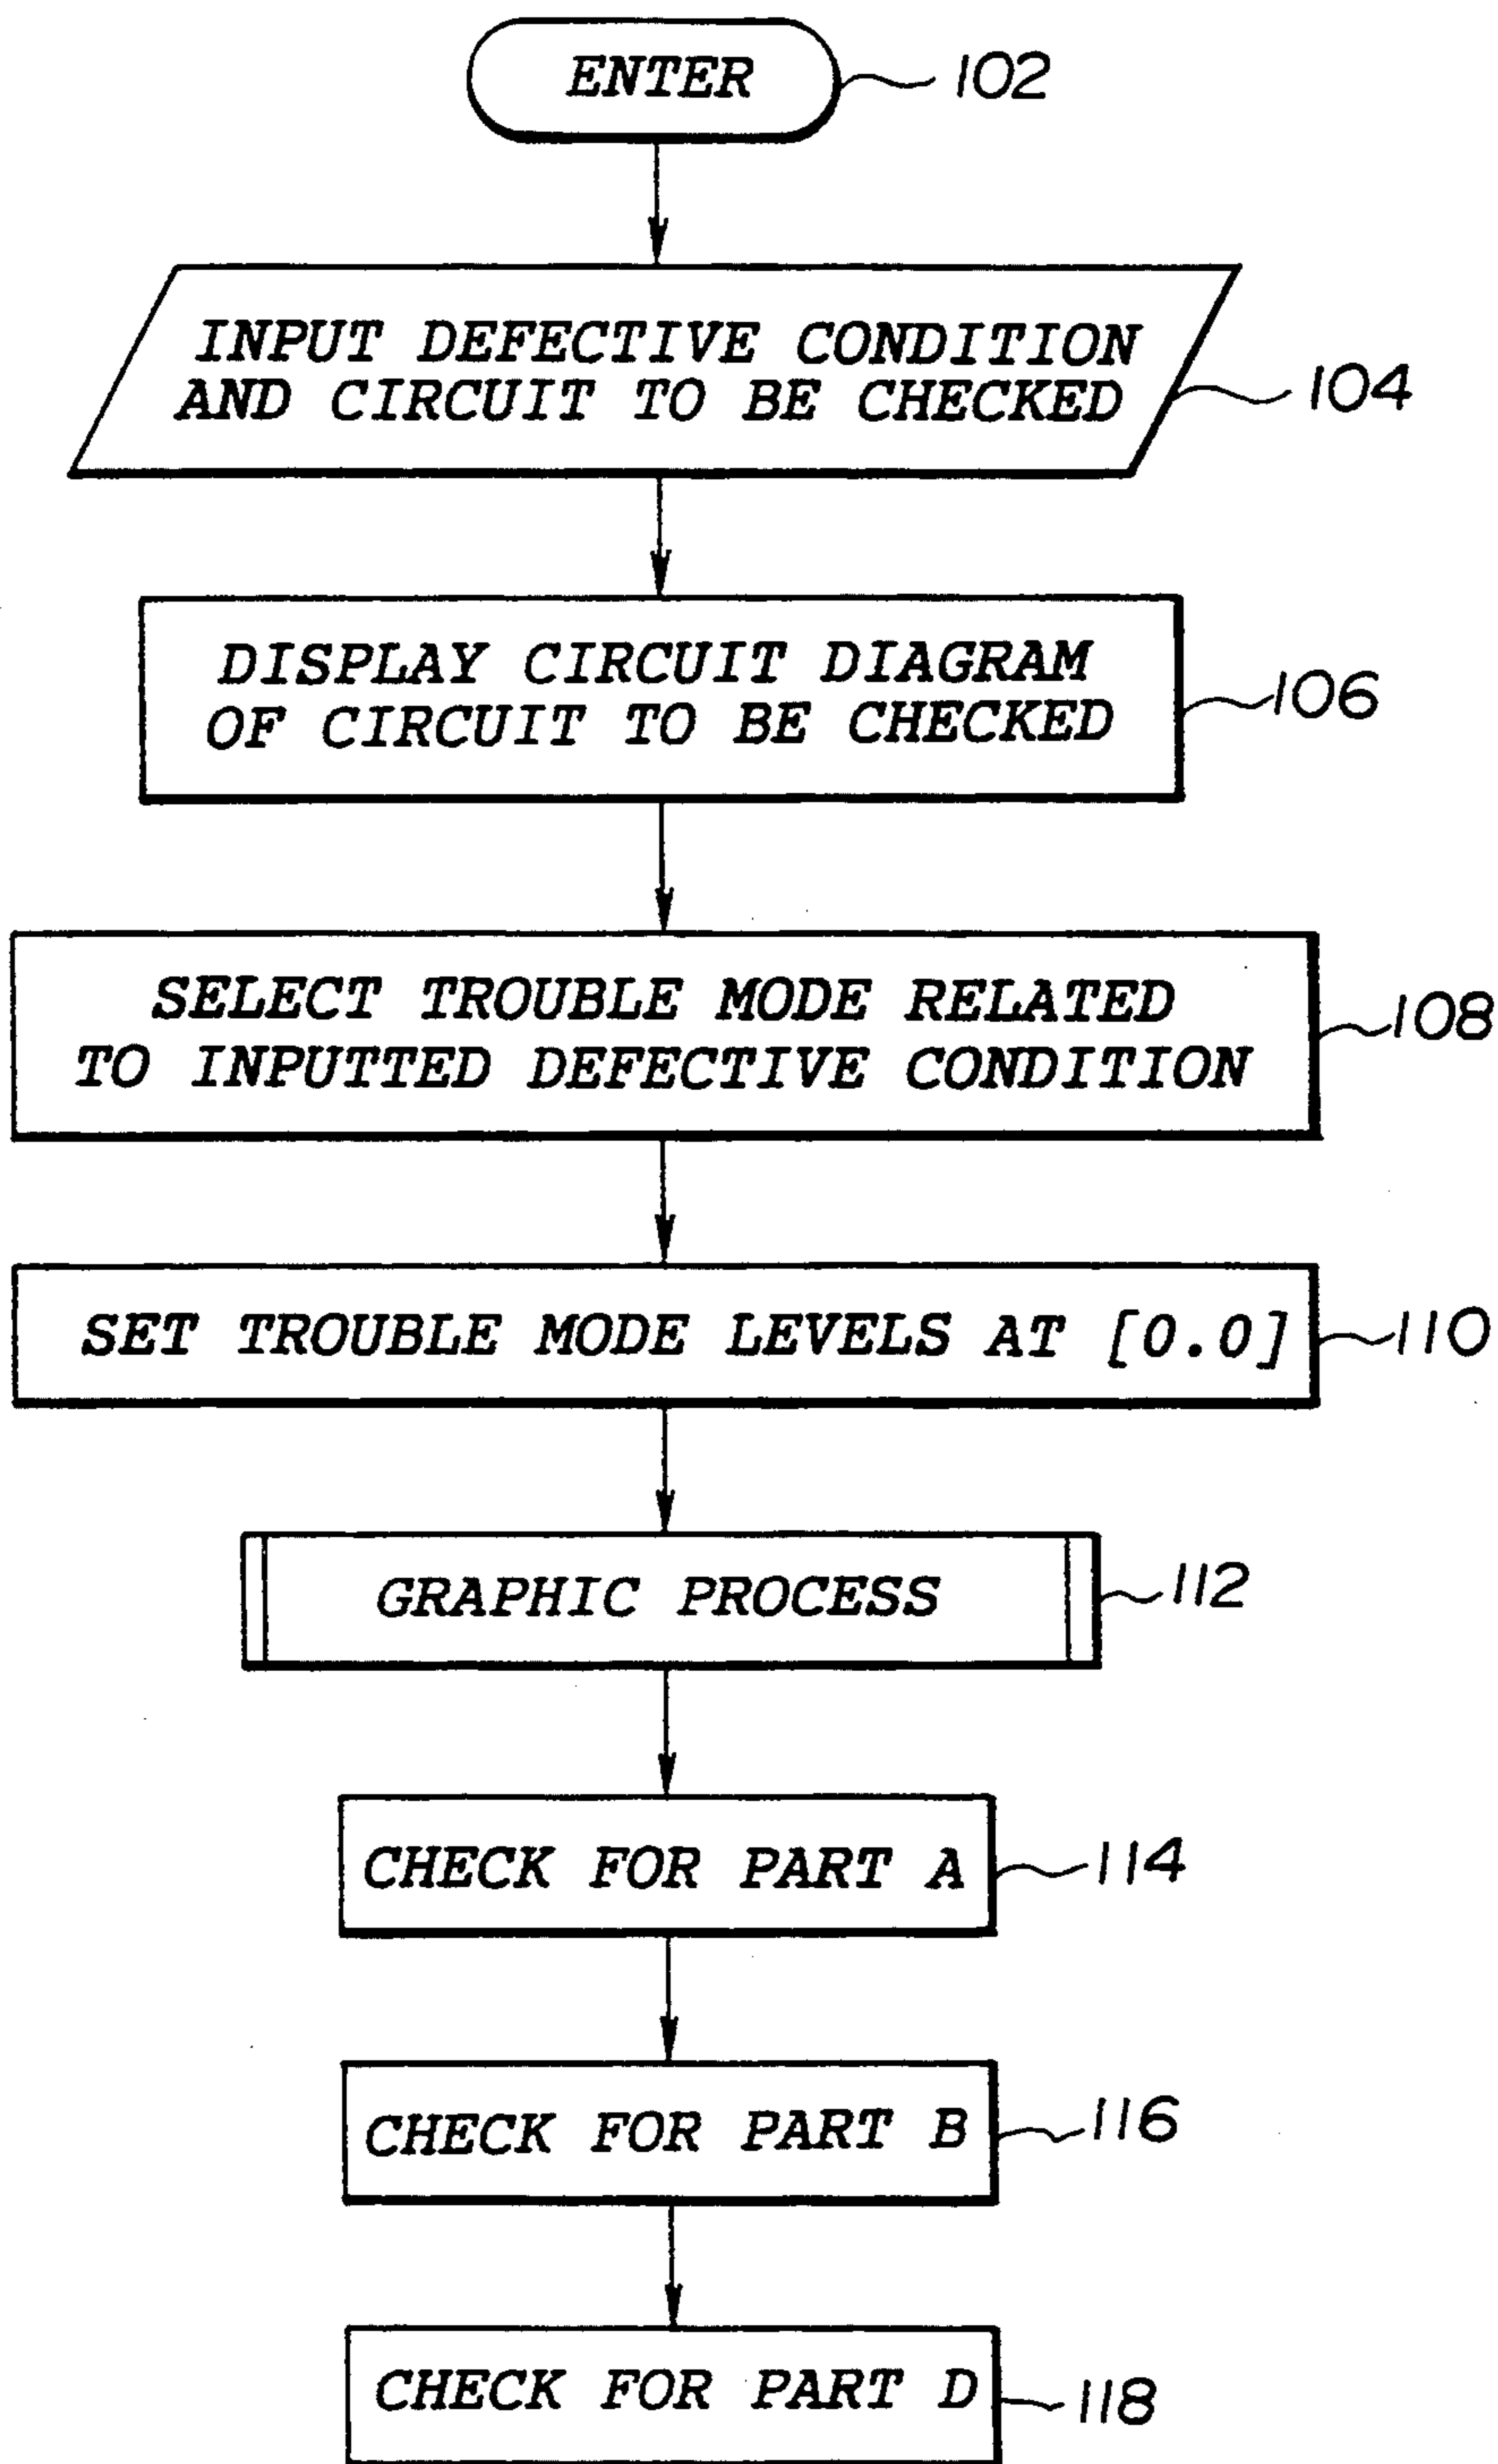 ENTER
102
INPUT DEFECTIVE CONDITION
AND CIRCUIT TO BE CHECKED
104
DISPLAY CIRCUIT DIAGRAM
OF CIRCUIT TO BE CHECKED
106
SELECT TROUBLE MODE RELATED
TO INPUTTED DEFECTIVE CONDITION
108
SET TROUBLE MODE LEVELS AT [0.0]
110
GRAPHIC PROCESS
112
CHECK FOR PART A
114
CHECK FOR PART B
116
CHECK FOR PART D
118